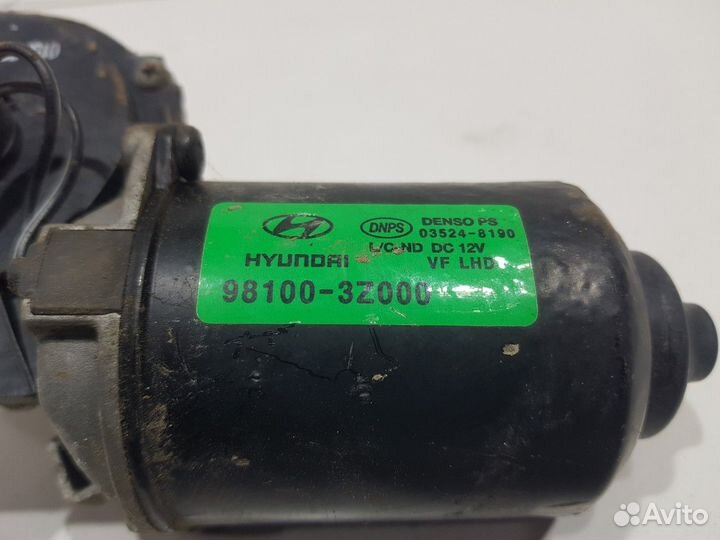 DNPS
DENSO PS
03524-8190
L/C ND DC 12V
HYUNDAI
VF LHD
98100-3Z000
Avito